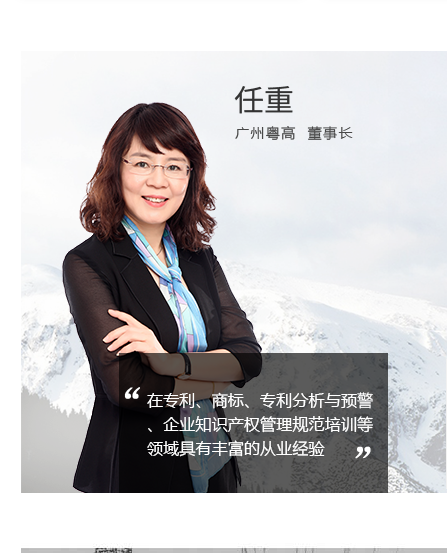 任重
广州粤高 董事长
“ 在专利、商标、专利分析与预警
、企业知识产权管理规范培训等
领域具有丰富的从业经验 ”